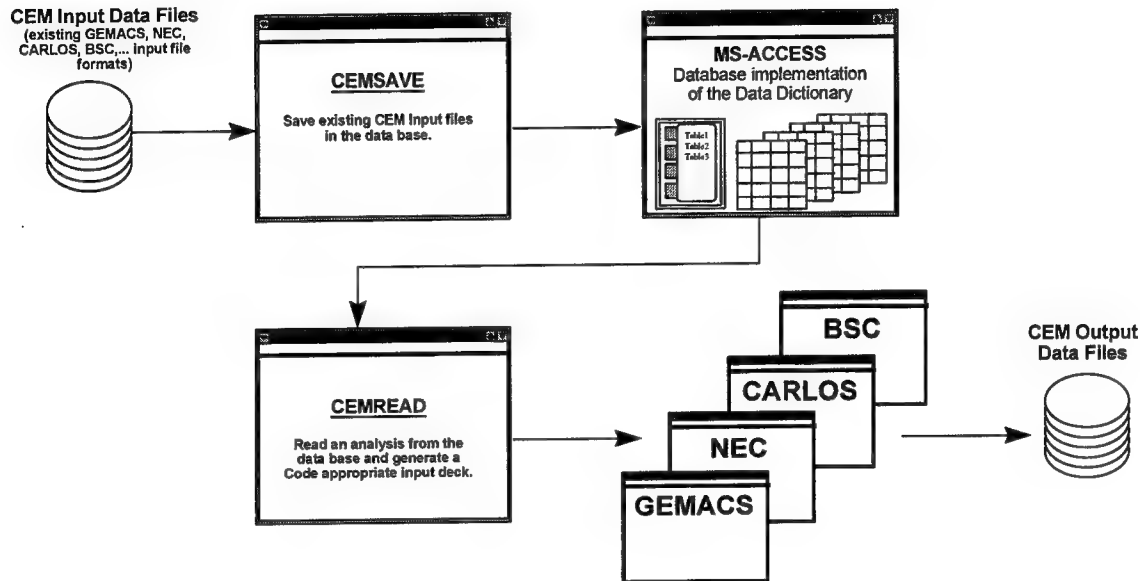 CEM Input Data Files
(existing GEMACS, NEC,
CARLOS, BSC,... input file
formats)
CEMSAVE
Save existing CEM Input files
in the data base.
MS-ACCESS
Database implementation
of the Data Dictionary
Table1
Table2
Table3
CEMREAD
Read an analysis from the
data base and generate a
Code appropriate input deck.
BSC
CARLOS
NEC
GEMACS
CEM Output
Data Files